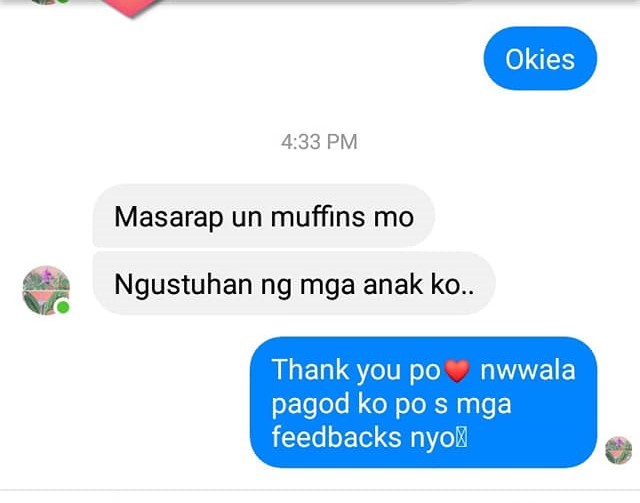 Okies
4:33 PM
Masarap un muffins mo
Ngustuhan ng mga anak ko..
Thank you po❤ nwwala
pagod ko po s mga
feedbacks nyo